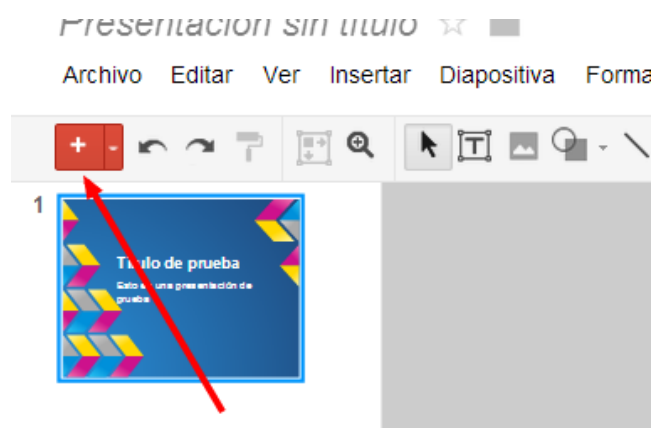 Presentación sin título
Archivo Editar Ver Insertar Diapositiva Forma
1
Título de prueba
Esto es una presentación de
prueba